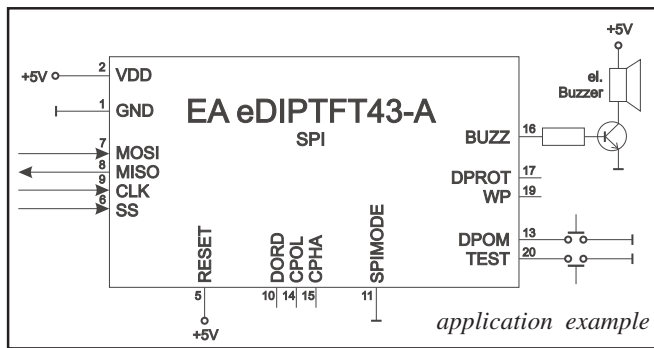 +5V
2
VDD
+5V
1
GND
EA eDIPTFT43-A
SPI
el.
Buzzer
BUZZ
16
7
MOSI
8
MISO
9
CLK
6
SS
DPROT
17
WP
19
DPOM
13
TEST
20
RESET
DORD
CPOL
CPHA
SPIMODE
5
10
14
15
11
+5V
application example